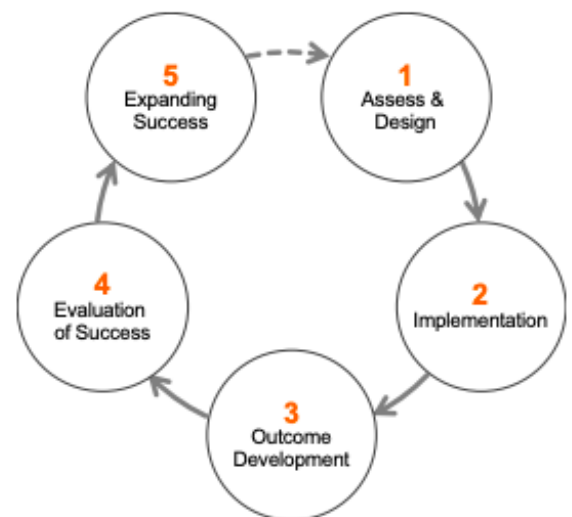 1
Assess &
Design
2
Implementation
3
Outcome
Development
4
Evaluation
of Success
5
Expanding
Success